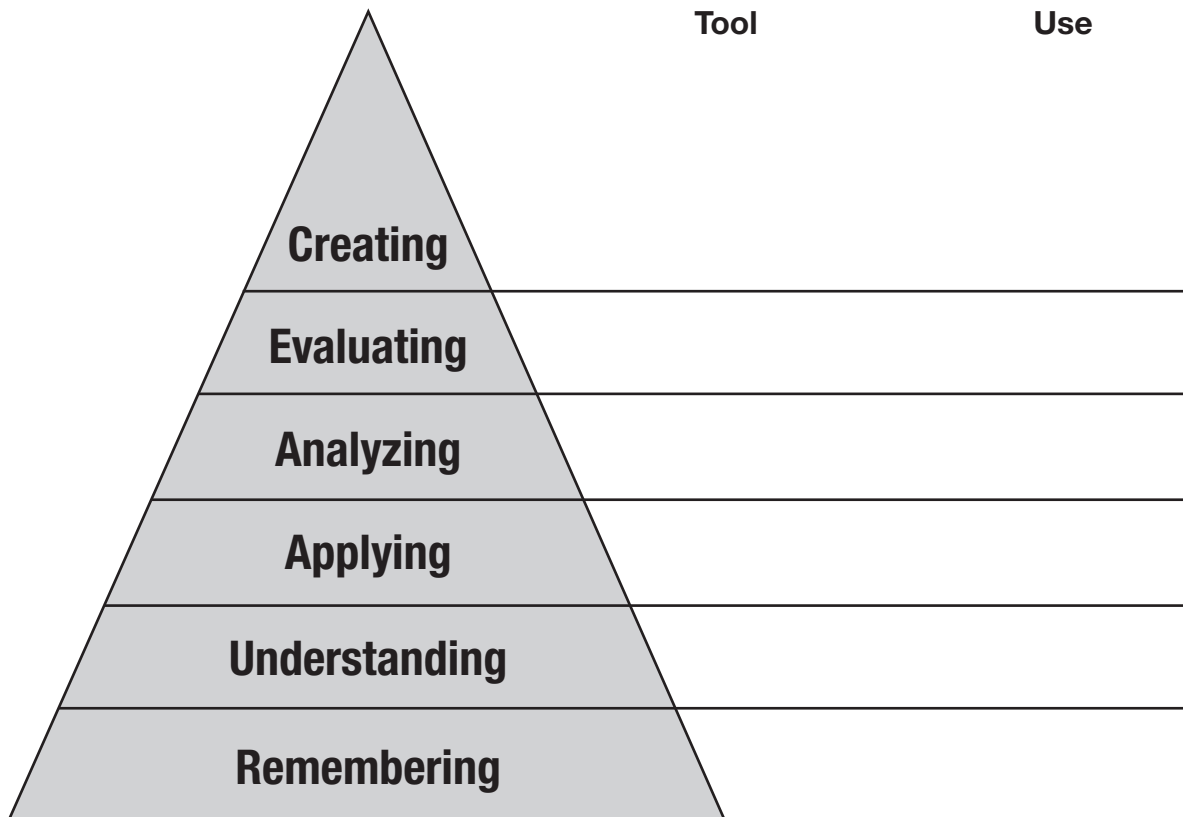 Tool Use
Creating
Evaluating
Analyzing
Applying
Understanding
Remembering